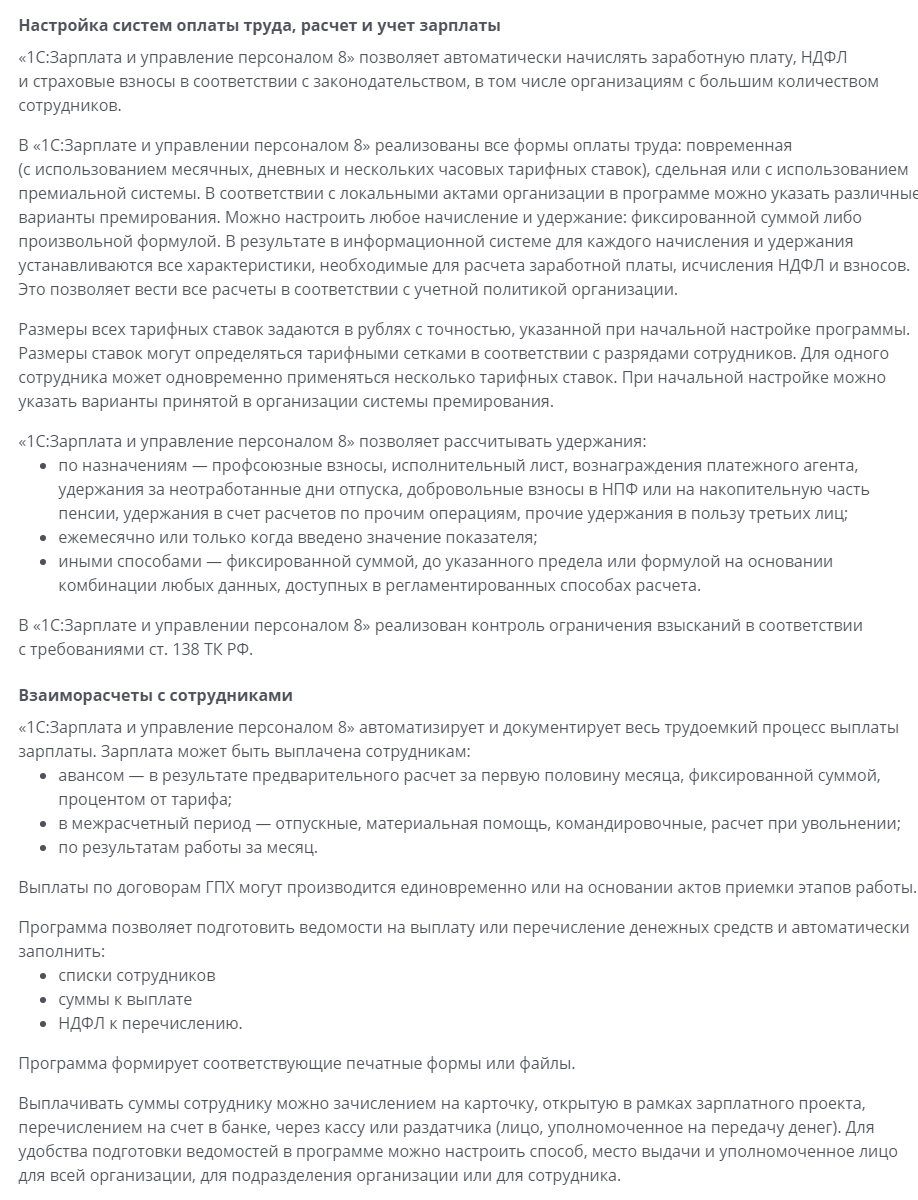 Настройка систем оплаты труда, расчет и учет зарплаты
«1С:Зарплата и управление персоналом 8» позволяет автоматически начислять заработную плату, НДФЛ
и страховые взносы в соответствии с законодательством, в том числе организациям с большим количеством
сотрудников.
В «1С:Зарплате и управлении персоналом 8» реализованы все формы оплаты труда: повременная
(с использованием месячных, дневных и нескольких часовых тарифных ставок), сдельная или с использованием
премиальной системы. В соответствии с локальными актами организации в программе можно указать различные
варианты премирования. Можно настроить любое начисление и удержание: фиксированной суммой либо
произвольной формулой. В результате в информационной системе для каждого начисления и удержания
устанавливаются все характеристики, необходимые для расчета заработной платы, исчисления НДФЛ и взносов.
Это позволяет вести все расчеты в соответствии с учетной политикой организации.
Размеры всех тарифных ставок задаются в рублях с точностью, указанной при начальной настройке программы.
Размеры ставок могут определяться тарифными сетками в соответствии с разрядами сотрудников. Для одного
сотрудника может одновременно применяться несколько тарифных ставок. При начальной настройке можно
указать варианты принятой в организации системы премирования.
«1С:Зарплата и управление персоналом 8» позволяет рассчитывать удержания:
• по назначениям — профсоюзные взносы, исполнительный лист, вознаграждения платежного агента,
удержания за неотработанные дни отпуска, добровольные взносы в НПФ или на накопительную часть
пенсии, удержания в счет расчетов по прочим операциям, прочие удержания в пользу третьих лиц;
• ежемесячно или только когда введено значение показателя;
• иными способами — фиксированной суммой, до указанного предела или формулой на основании
комбинации любых данных, доступных в регламентированных способах расчета.
В «1С:Зарплате и управлении персоналом 8» реализован контроль ограничения взысканий в соответствии
с требованиями ст. 138 ТК РФ.
Взаиморасчеты с сотрудниками
«1С:Зарплата и управление персоналом 8» автоматизирует и документирует весь трудоемкий процесс выплаты
зарплаты. Зарплата может быть выплачена сотрудникам:
• авансом — в результате предварительного расчет за первую половину месяца, фиксированной суммой,
процентом от тарифа;
• в межрасчетный период — отпускные, материальная помощь, командировочные, расчет при увольнении;
• по результатам работы за месяц.
Выплаты по договорам ГПХ могут производится единовременно или на основании актов приемки этапов работы.
Программа позволяет подготовить ведомости на выплату или перечисление денежных средств и автоматически
заполнить:
• списки сотрудников
• суммы к выплате
• НДФЛ к перечислению.
Программа формирует соответствующие печатные формы или файлы.
Выплачивать суммы сотруднику можно зачислением на карточку, открытую в рамках зарплатного проекта,
перечислением на счет в банке, через кассу или раздатчика (лицо, уполномоченное на передачу денег). Для
удобства подготовки ведомостей в программе можно настроить способ, место выдачи и уполномоченное лицо
для всей организации, для подразделения организации или для сотрудника.